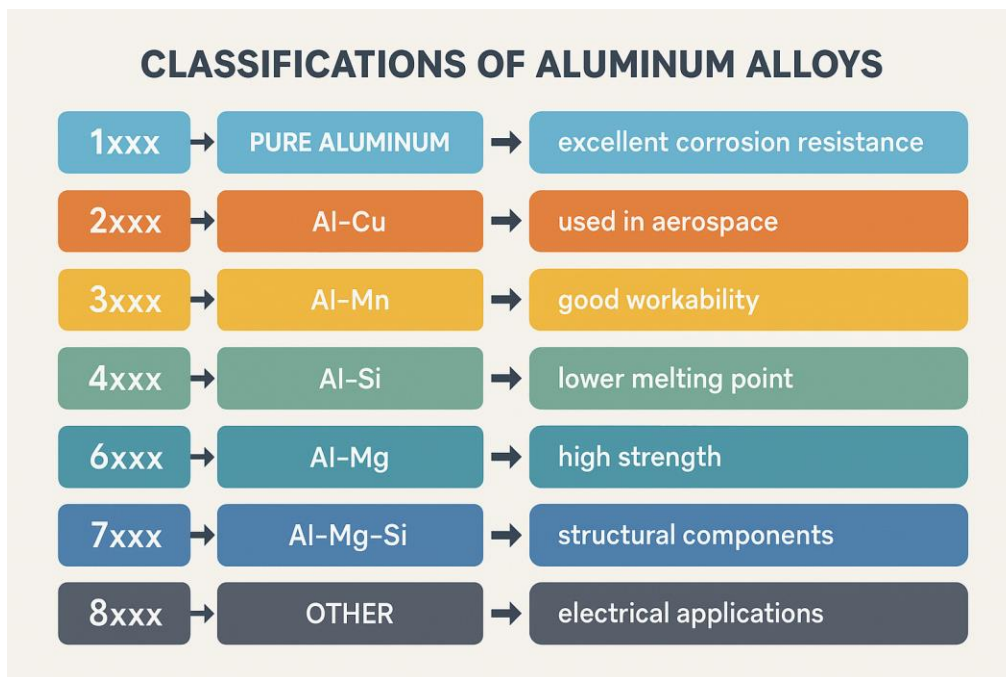 CLASSIFICATIONS OF ALUMINUM ALLOYS
1xxx → PURE ALUMINUM → excellent corrosion resistance
2xxx → Al–Cu → used in aerospace
3xxx → Al–Mn → good workability
4xxx → Al–Si → lower melting point
6xxx → Al–Mg → high strength
7xxx → Al–Mg–Si → structural components
8xxx → OTHER → electrical applications